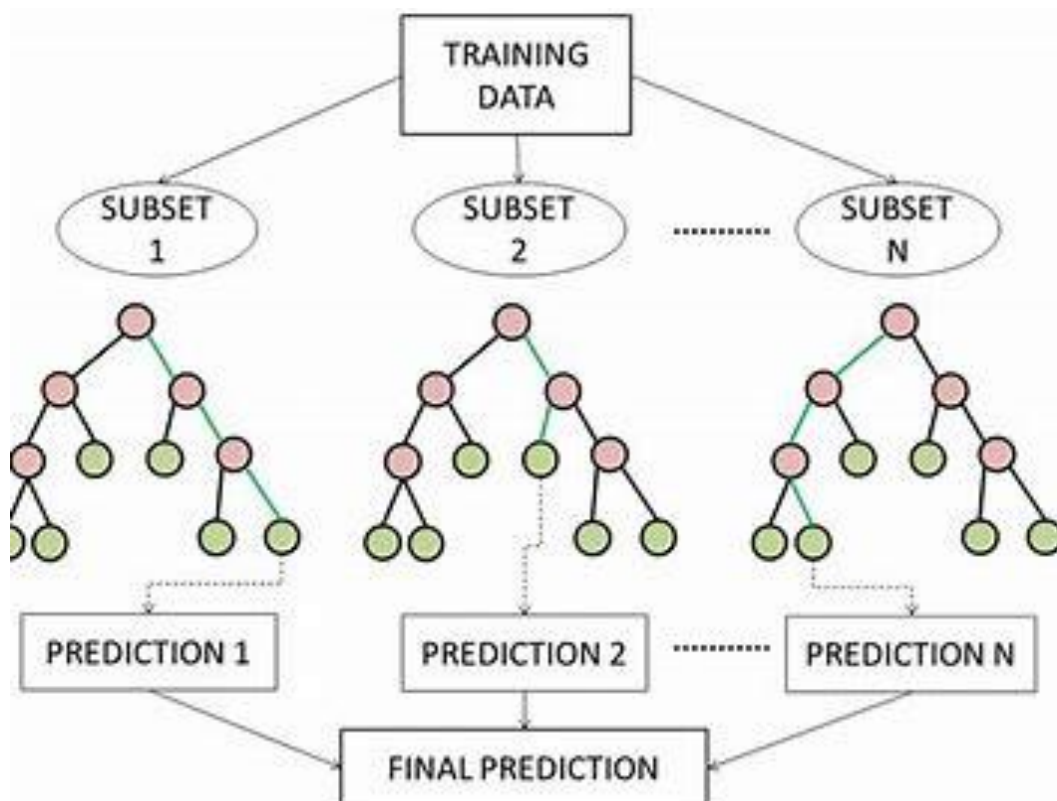 TRAINING
DATA
SUBSET
1
SUBSET
2
SUBSET
N
PREDICTION 1
PREDICTION 2
PREDICTION N
FINAL PREDICTION